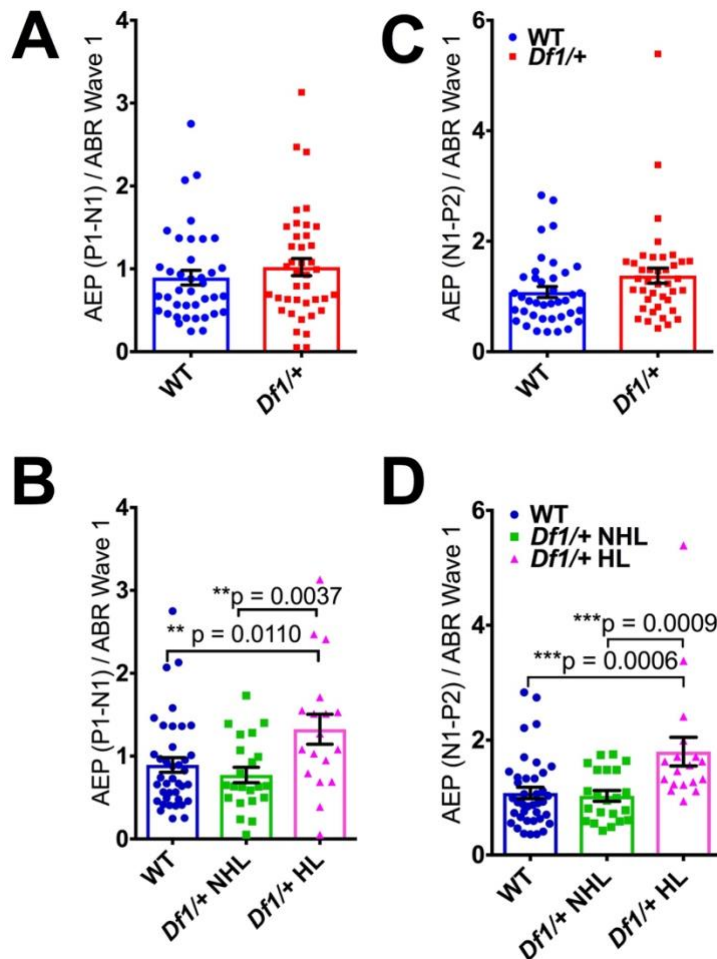 A
AEP (P1-N1) / ABR Wave 1
4
3
2
1
0
WT
Df1/+
C
AEP (N1-P2) / ABR Wave 1
6
4
2
0
WT
Df1/+
WT
Df1/+
B
AEP (P1-N1) / ABR Wave 1
4
3
2
1
0
**p = 0.0037
** p = 0.0110
WT
Df1/+ NHL
Df1/+ HL
D
AEP (N1-P2) / ABR Wave 1
6
4
2
0
WT
Df1/+ NHL
Df1/+ HL
***p = 0.0009
***p = 0.0006
WT
Df1/+ NHL
Df1/+ HL